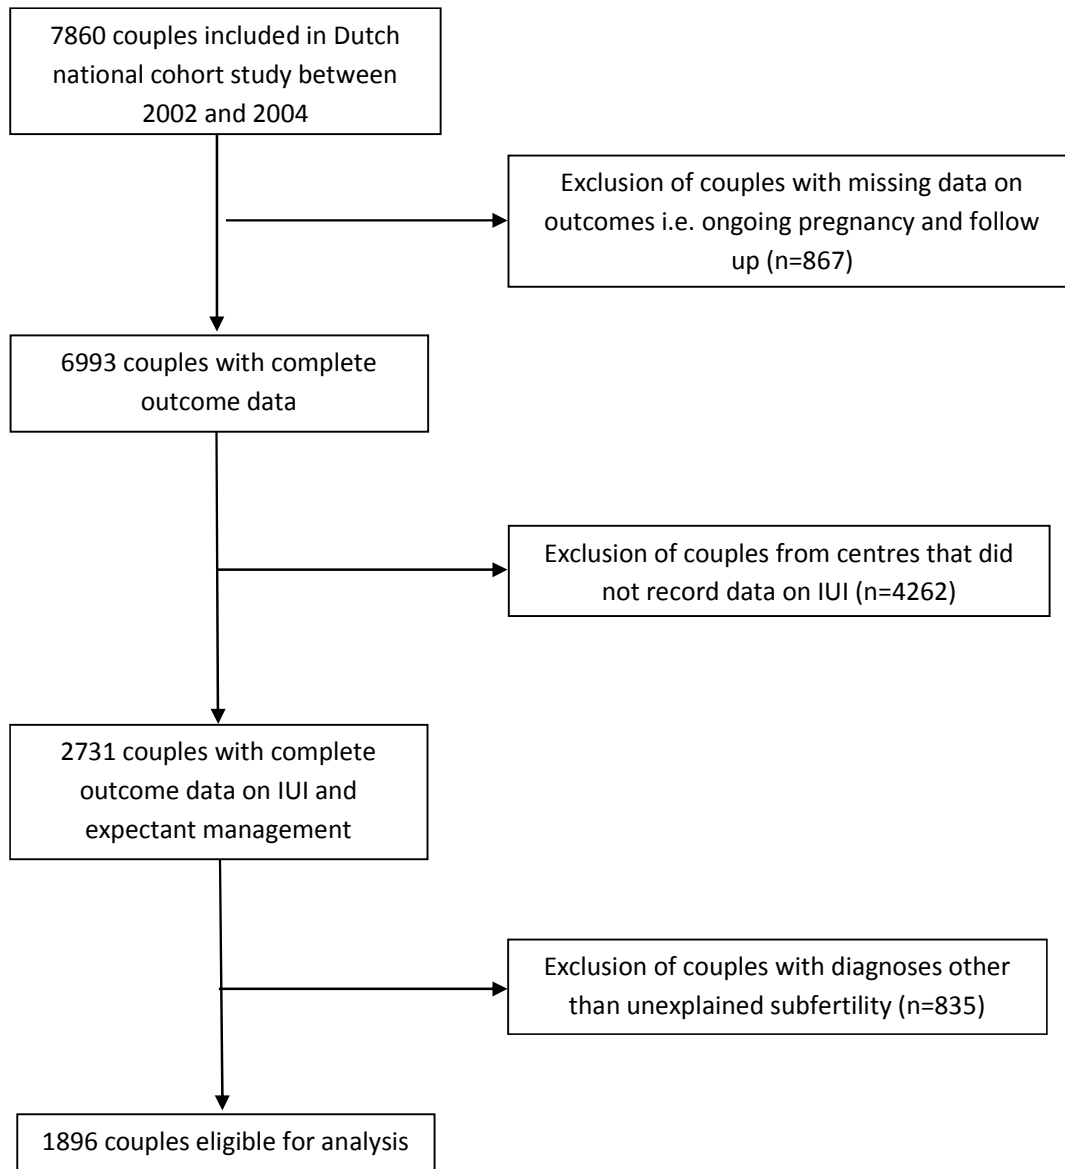 7860 couples included in Dutch
national cohort study between
2002 and 2004
Exclusion of couples with missing data on
outcomes i.e. ongoing pregnancy and follow
up (n=867)
6993 couples with complete
outcome data
Exclusion of couples from centres that did
not record data on IUI (n=4262)
2731 couples with complete
outcome data on IUI and
expectant management
Exclusion of couples with diagnoses other
than unexplained subfertility (n=835)
1896 couples eligible for analysis